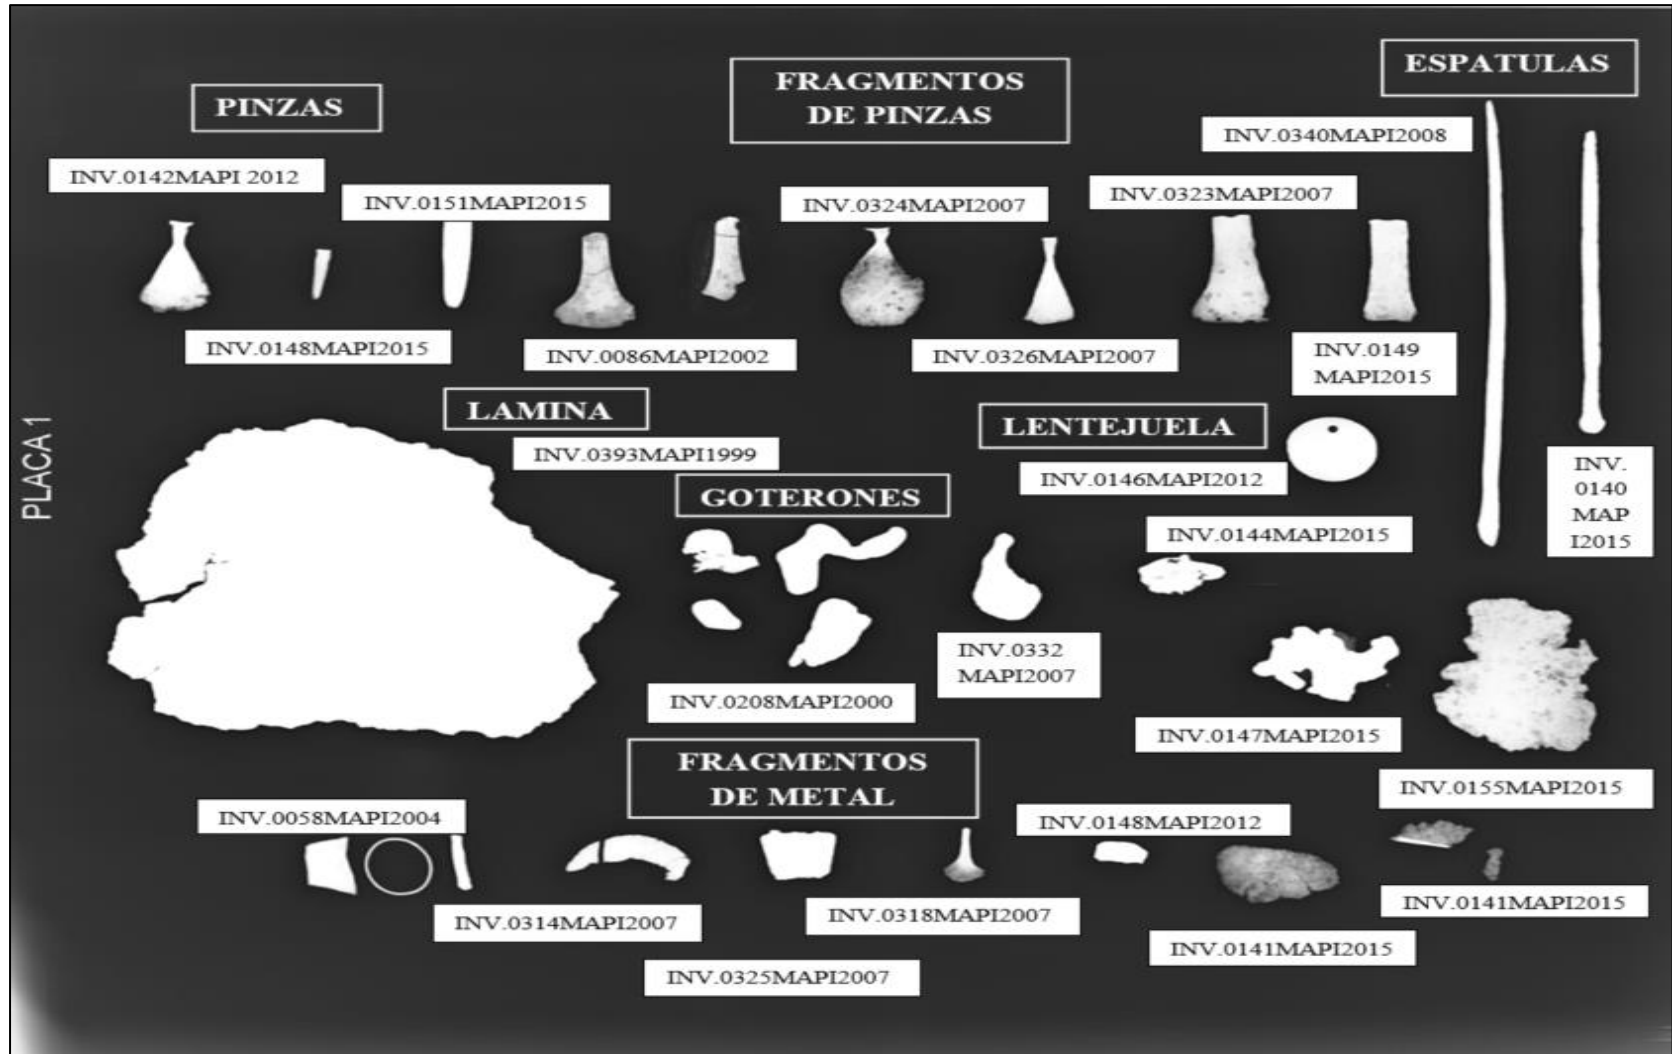 ESPATULAS
FRAGMENTOS
DE PINZAS
PINZAS
INV.0340MAPI2008
INV.0142MAPI 2012
INV.0151MAPI2015
INV.0324MAPI2007
INV.0323MAPI2007
INV.0148MAPI2015
INV.0086MAPI2002
INV.0326MAPI2007
INV.0149
MAPI2015
LAMINA
INV.0393MAPI1999
LENTEJUELA
INV.0146MAPI2012
INV.
0140
MAP
I2015
PLACA 1
GOTERONES
INV.0144MAPI2015
INV.0332
MAPI2007
INV.0208MAPI2000
INV.0147MAPI2015
FRAGMENTOS
DE METAL
INV.0155MAPI2015
INV.0058MAPI2004
INV.0148MAPI2012
INV.0314MAPI2007
INV.0318MAPI2007
INV.0141MAPI2015
INV.0141MAPI2015
INV.0325MAPI2007